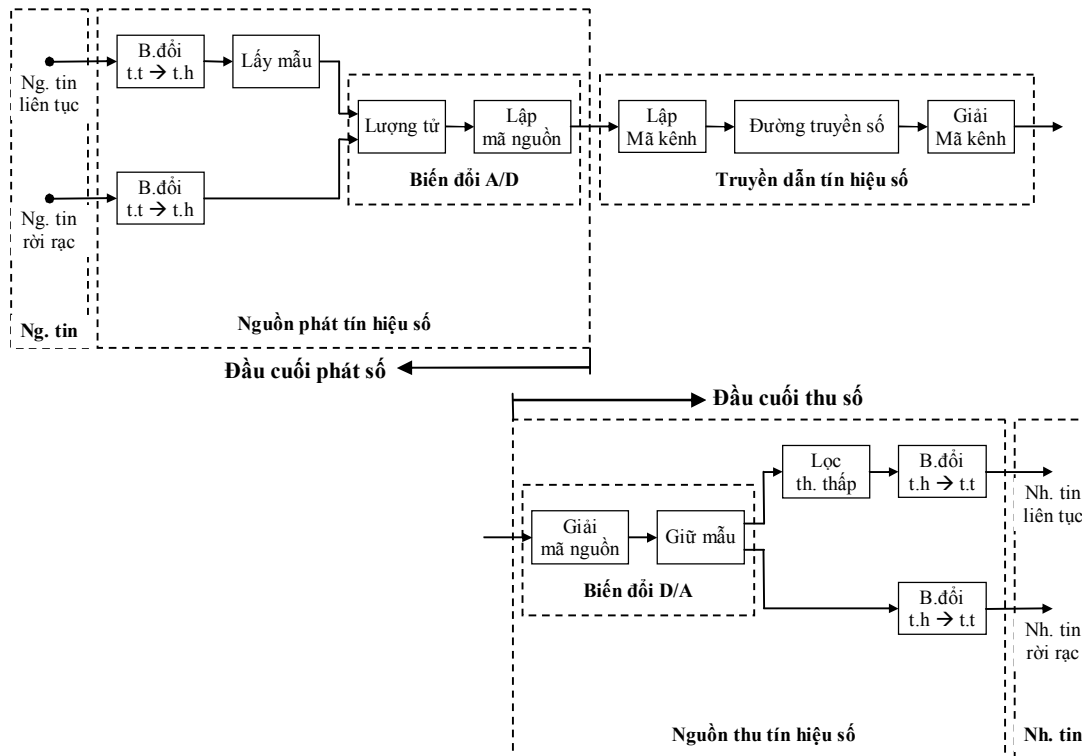 B.đổi
t.t → t.h
Lấy mẫu
Ng. tin
liên tục
Lượng tử
Lập
mã nguồn
Biến đổi A/D
Lập
Mã kênh
Đường truyền số
Giải
Mã kênh
Truyền dẫn tín hiệu số
B.đổi
t.t → t.h
Ng. tin
rời rạc
Ng. tin
Nguồn phát tín hiệu số
Đầu cuối phát số
Đầu cuối thu số
Lọc
th. thấp
B.đổi
t.h → t.t
Nh. tin
liên tục
Giải
mã nguồn
Giữ mẫu
Biến đổi D/A
B.đổi
t.h → t.t
Nh. tin
rời rạc
Nguồn thu tín hiệu số
Nh. tin